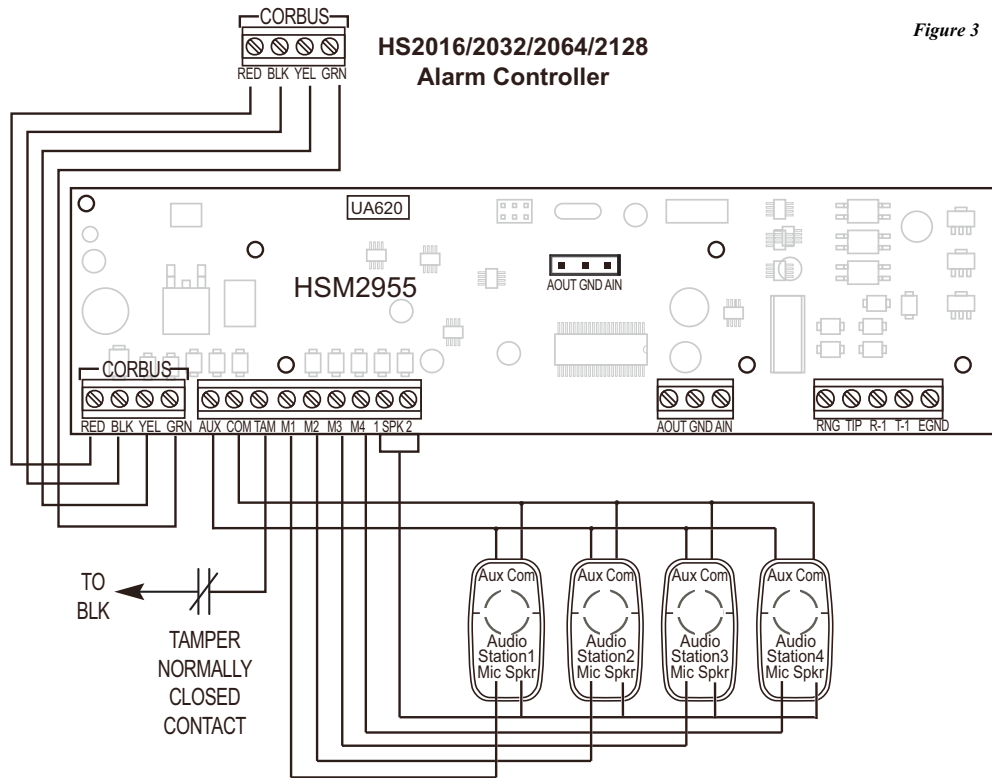 CORBUS
RED BLK YEL GRN
HS2016/2032/2064/2128
Alarm Controller
Figure 3
UA620
HSM2955
AOUT GND AIN
CORBUS
RED BLK YEL GRN
AUX COM TAM M1 M2 M3 M4 1 SPK 2
AOUT GND AIN
RNG TIP R-1 T-1 EGND
TO
BLK
TAMPER
NORMALLY
CLOSED
CONTACT
Aux Com
Audio
Station1
Mic Spkr
Aux Com
Audio
Station2
Mic Spkr
Aux Com
Audio
Station3
Mic Spkr
Aux Com
Audio
Station4
Mic Spkr